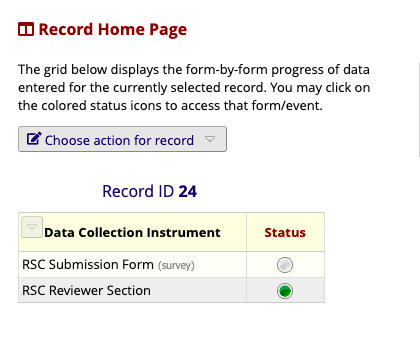 Record Home Page
The grid below displays the form-by-form progress of data
entered for the currently selected record. You may click on
the colored status icons to access that form/event.
Choose action for record
Record ID 24
Data Collection Instrument Status
RSC Submission Form (survey)
RSC Reviewer Section